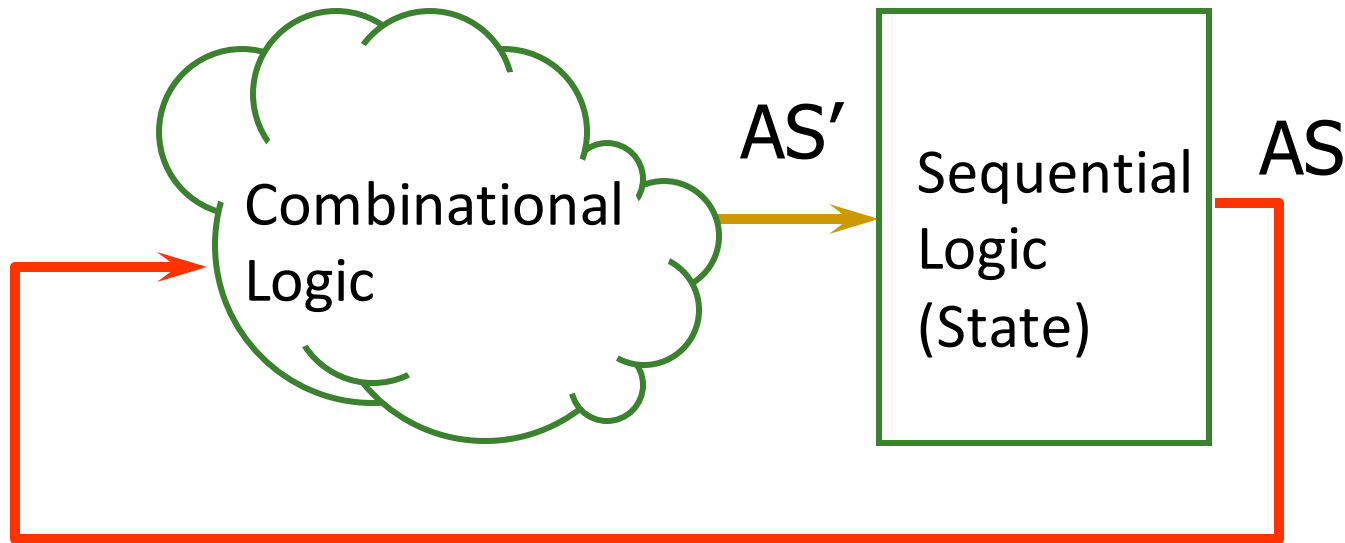 Combinational
Logic
AS′
Sequential
Logic
(State)
AS